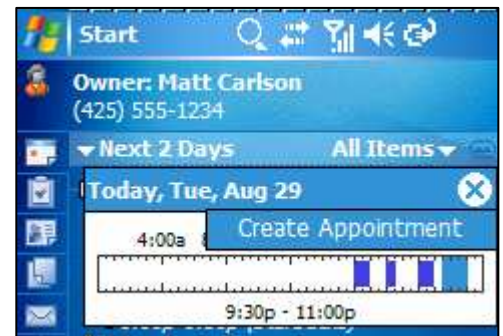 Start
Owner: Matt Carlson
(425) 555-1234
Next 2 Days All Items
Today, Tue, Aug 29
Create Appointment
4:00a
9:30p - 11:00p